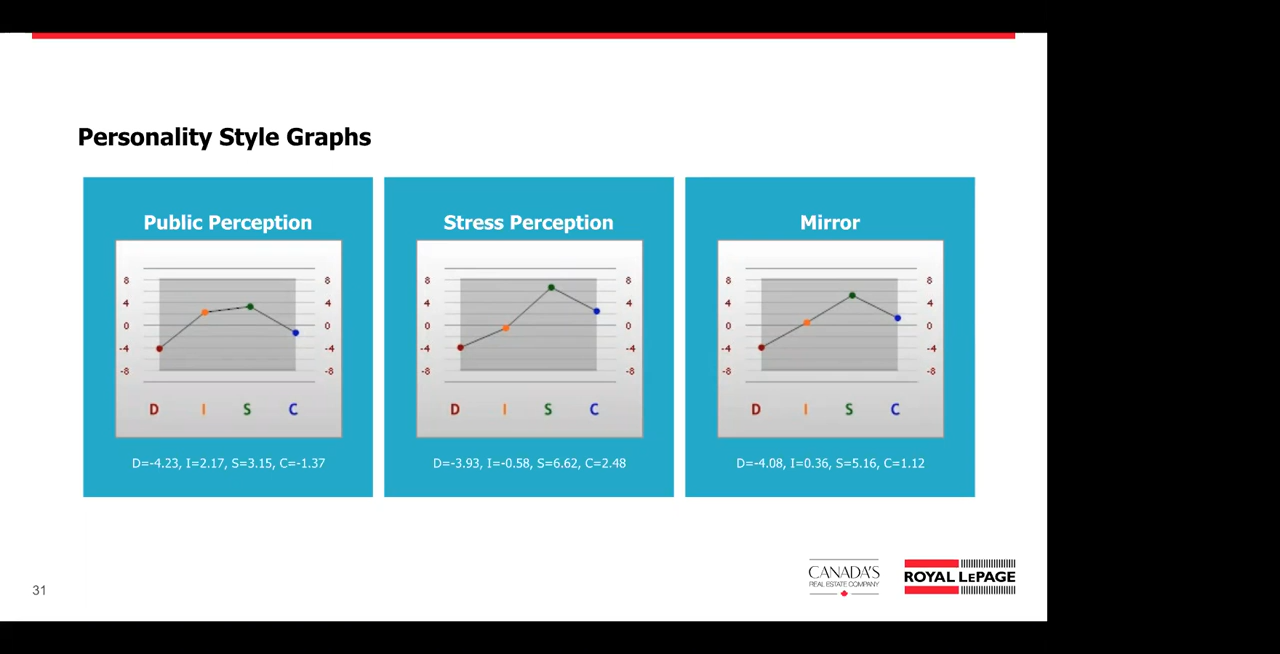 Personality Style Graphs
Public Perception
8 8
4 4
0 0
-4 -4
-8 -8
D I S C
D=-4.23, I=2.17, S=3.15, C=-1.37
Stress Perception
8 8
4 4
0 0
-4 -4
-8 -8
D I S C
D=-3.93, I=-0.58, S=6.62, C=2.48
Mirror
8 8
4 4
0 0
-4 -4
-8 -8
D I S C
D=-4.08, I=0.36, S=5.16, C=1.12
31
CANADA'S
REAL ESTATE COMPANY
ROYAL LEPAGE